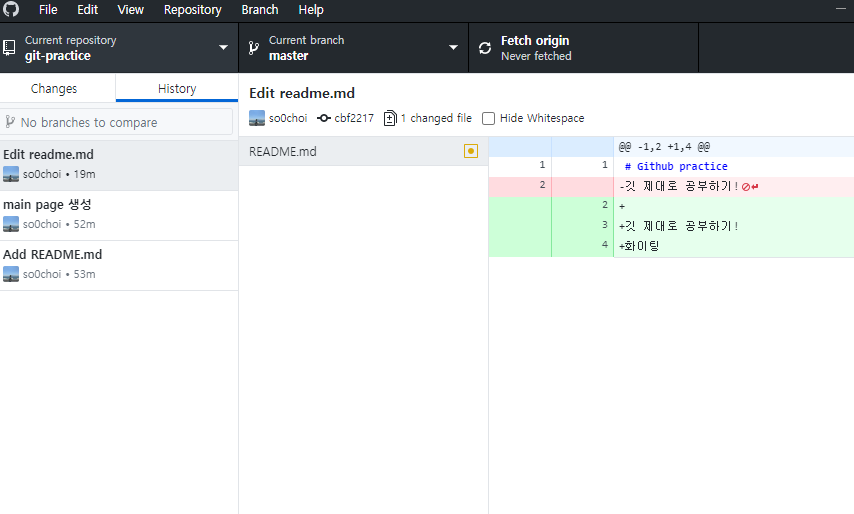 File Edit View Repository Branch Help
Current repository
git-practice
Current branch
master
Fetch origin
Never fetched
Changes
History
No branches to compare
Edit readme.md
so0choi • 19m
main page 생성
so0choi • 52m
Add README.md
so0choi • 53m
Edit readme.md
so0choi cbf2217 1 changed file Hide Whitespace
README.md
@@ -1,2 +1,4 @@
1 1 # Github practice
2 -깃 제대로 공부하기!
2 +
3 +깃 제대로 공부하기!
4 +화이팅